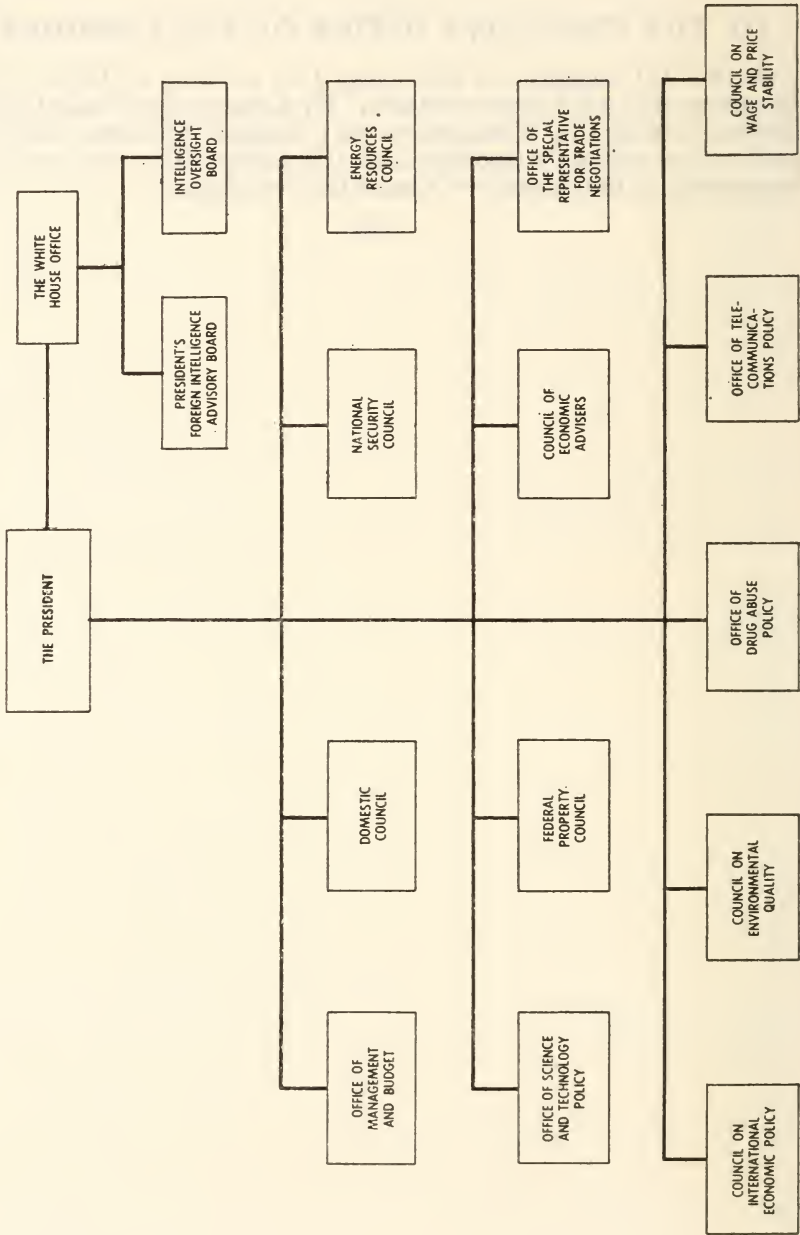 THE PRESIDENT
THE WHITE
HOUSE OFFICE
PRESIDENT'S
FOREIGN INTELLIGENCE
ADVISORY BOARD
INTELLIGENCE
OVERSIGHT
BOARD
OFFICE OF
MANAGEMENT
AND BUDGET
DOMESTIC
COUNCIL
NATIONAL
SECURITY
COUNCIL
ENERGY
RESOURCES
COUNCIL
OFFICE OF SCIENCE
AND TECHNOLOGY
POLICY
FEDERAL
PROPERTY
COUNCIL
COUNCIL OF
ECONOMIC
ADVISERS
OFFICE OF
THE SPECIAL
REPRESENTATIVE
FOR TRADE
NEGOTIATIONS
COUNCIL ON
INTERNATIONAL
ECONOMIC POLICY
COUNCIL ON
ENVIRONMENTAL
QUALITY
OFFICE OF
DRUG ABUSE
POLICY
OFFICE OF TELE-
COMMUNICA-
TIONS POLICY
COUNCIL ON
WAGE AND PRICE
STABILITY